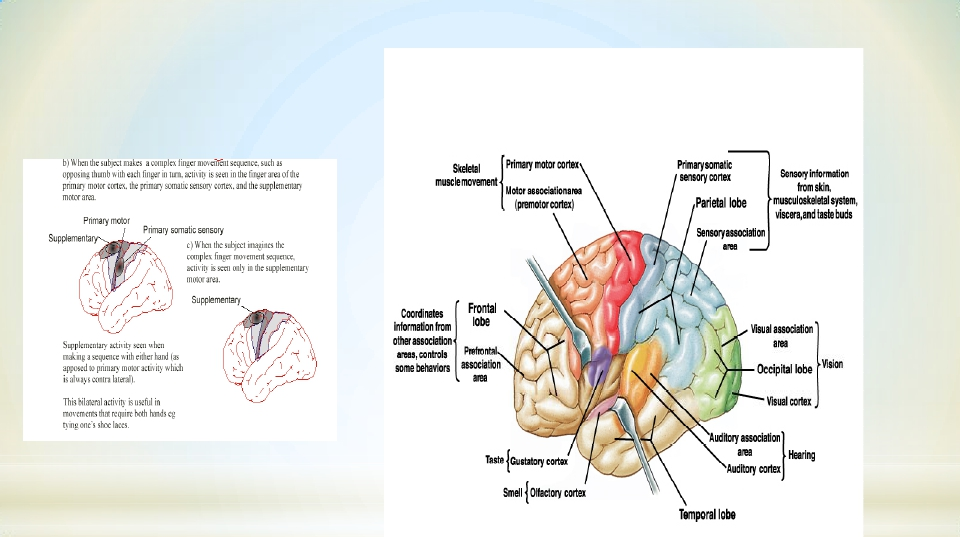 b) When the subject makes a complex finger movement sequence, such as
opposing thumb with each finger in turn, activity is seen in the finger area of the
primary motor cortex, the primary somatic sensory cortex, and the supplementary
motor area.
Primary motor
Supplementary
Primary somatic sensory
c) When the subject imagines the
complex finger movement sequence,
activity is seen only in the supplementary
motor area.
Supplementary
Supplementary activity seen when
making a sequence with either hand (as
apposed to primary motor activity which
is always contra lateral).
This bilateral activity is useful in
movements that require both hands eg
tying one's shoe laces.
Skeletal
muscle movement
Primary motor cortex
Motor association area
(premotor cortex)
Primary somatic
sensory cortex
Parietal lobe
Sensory association
area
Sensory information
from skin,
musculoskeletal system,
viscera, and taste buds
Coordinates
information from
other association
areas, controls
some behaviors
Frontal
lobe
Prefrontal
association
area
Visual association
area
Occipital lobe
Visual cortex
Vision
Auditory association
area
Auditory cortex
Hearing
Taste
Gustatory cortex
Smell
Olfactory cortex
Temporal lobe